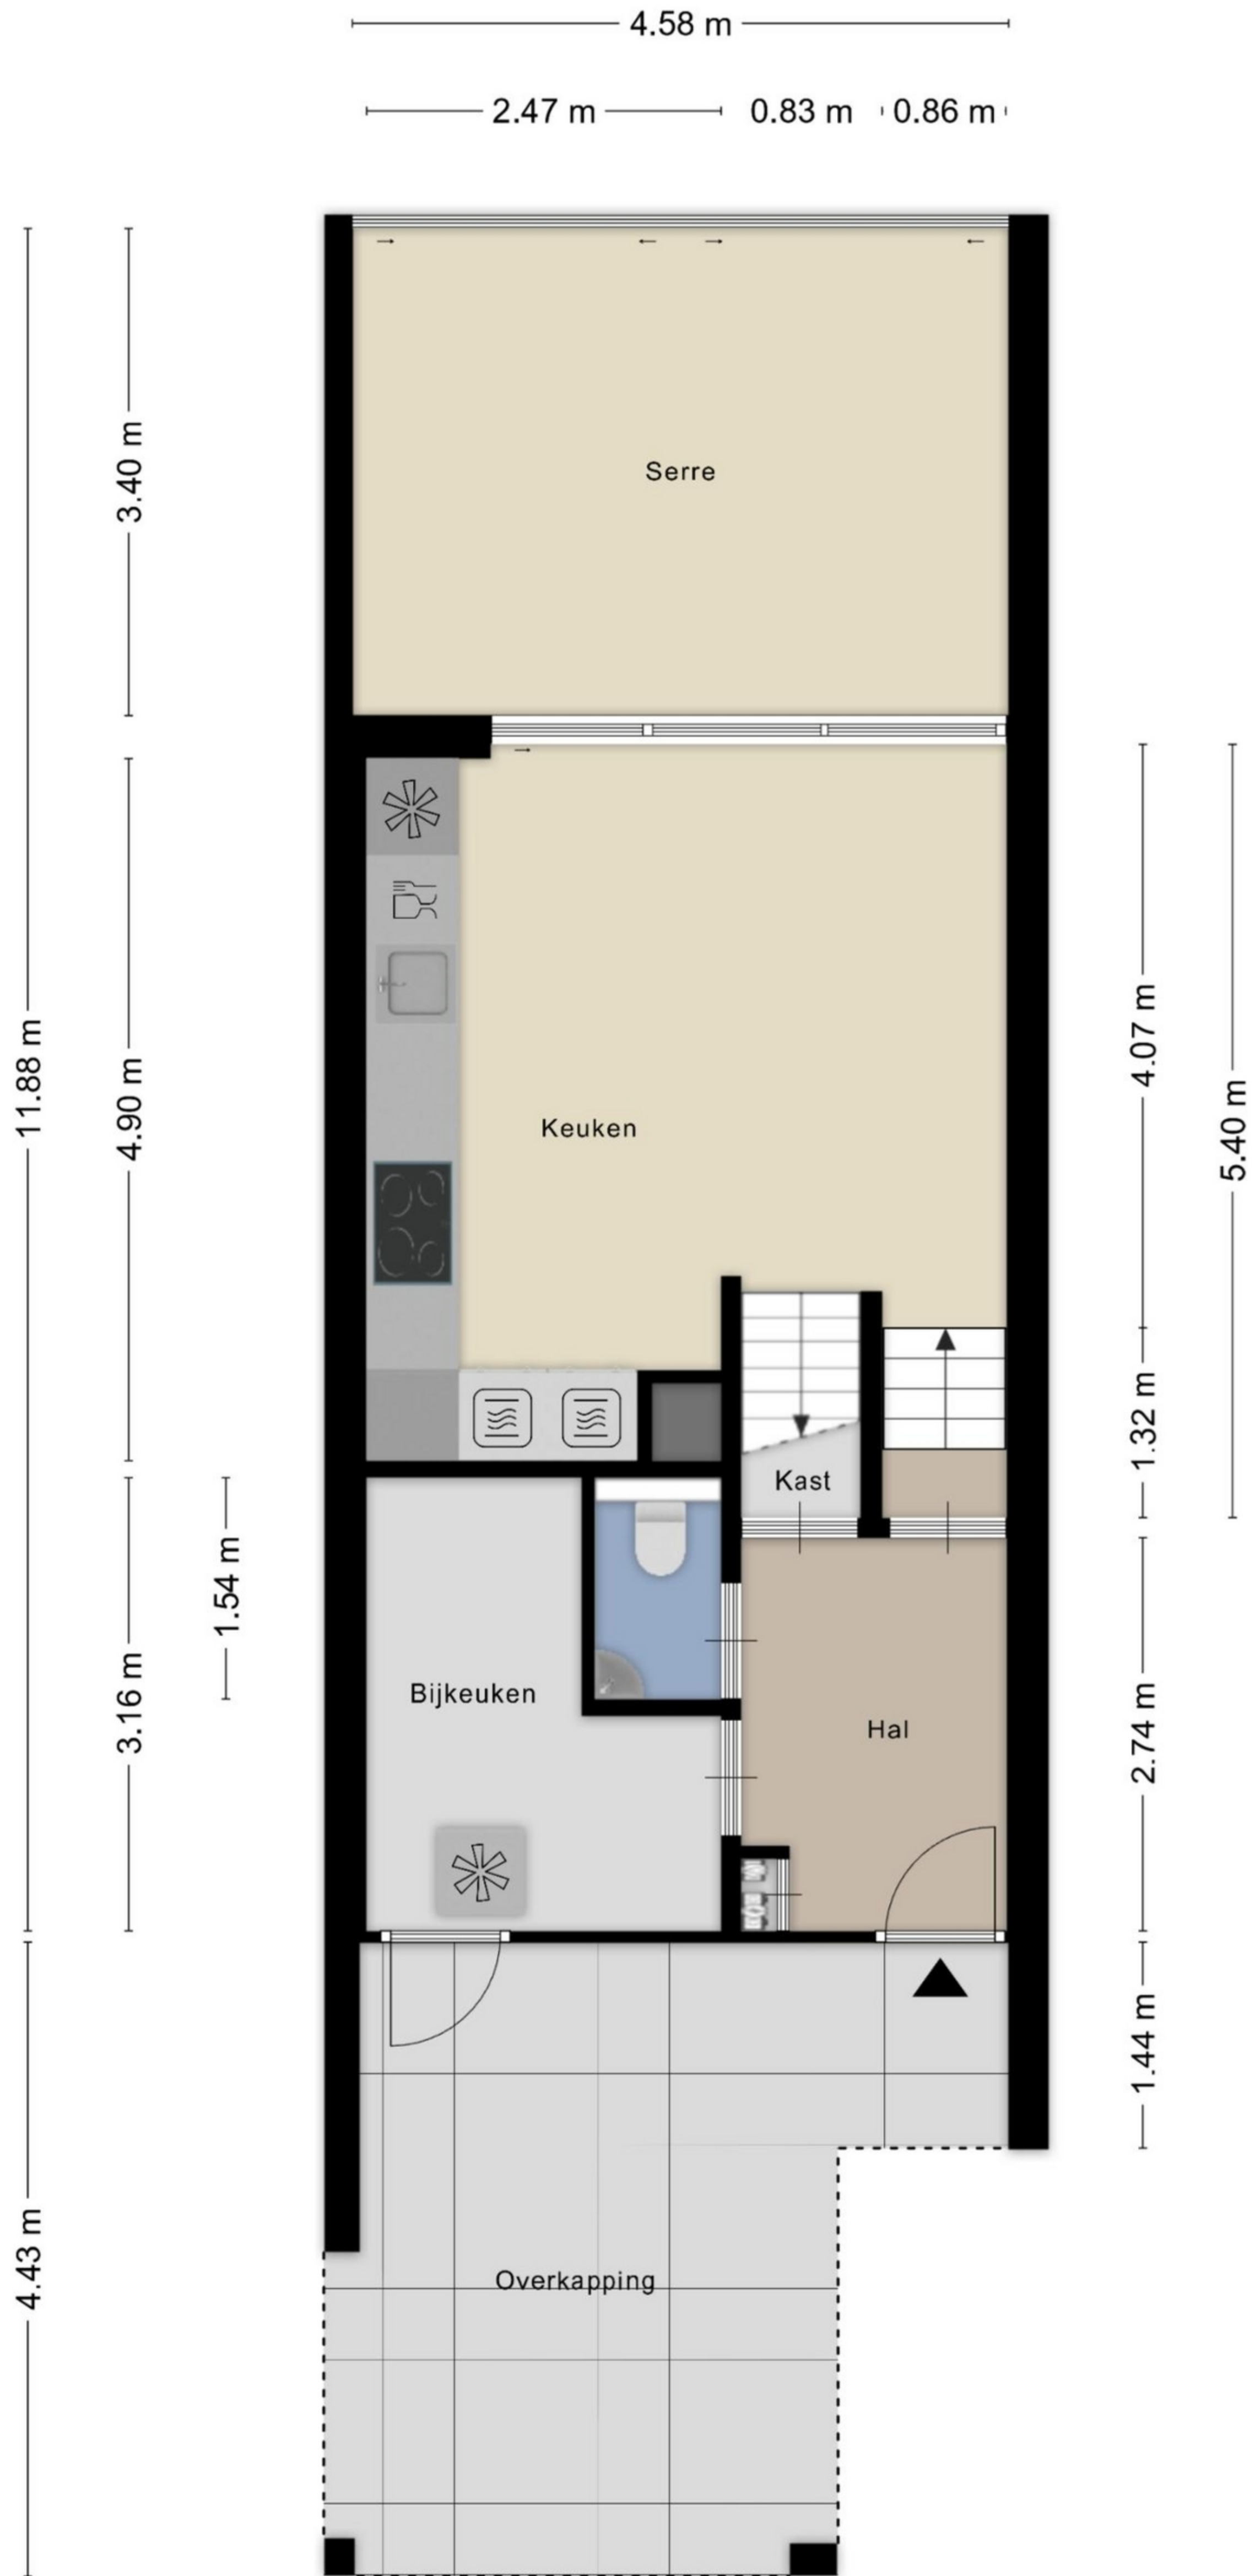 4.58 m
2.47 m
0.83 m
0.86 m
3.40 m
Serre
11.88 m
4.90 m
4.07 m
5.40 m
Keuken
1.32 m
Kast
1.54 m
3.16 m
Bijkeuken
Hal
2.74 m
1.44 m
4.43 m
Overkapping